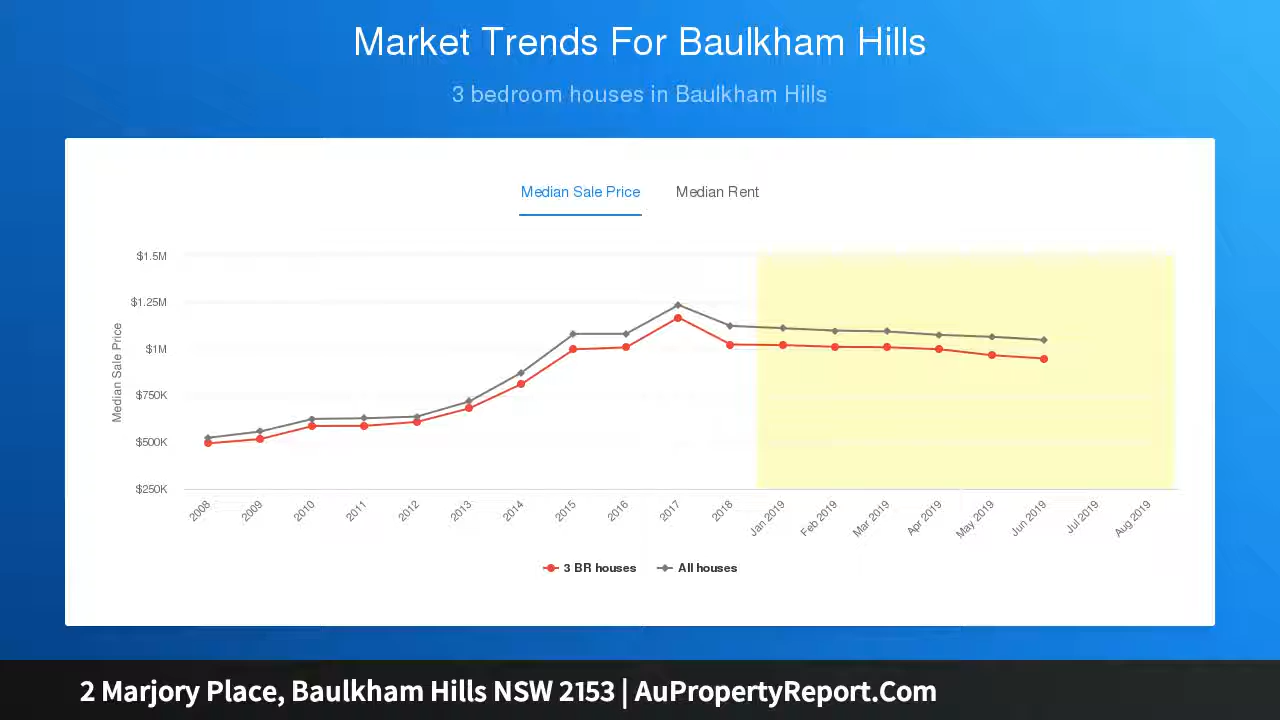 Market Trends For Baulkham Hills
3 bedroom houses in Baulkham Hills
Median Sale Price
Median Rent
Median Sale Price
$1.5M
$1.25M
$1M
$750K
$500K
$250K
2008
2009
2010
2011
2012
2013
2014
2015
2016
2017
2018
Jan 2019
Feb 2019
Mar 2019
Apr 2019
May 2019
Jun 2019
Jul 2019
Aug 2019
3 BR houses
All houses
2 Marjory Place, Baulkham Hills NSW 2153 | AuPropertyReport.Com